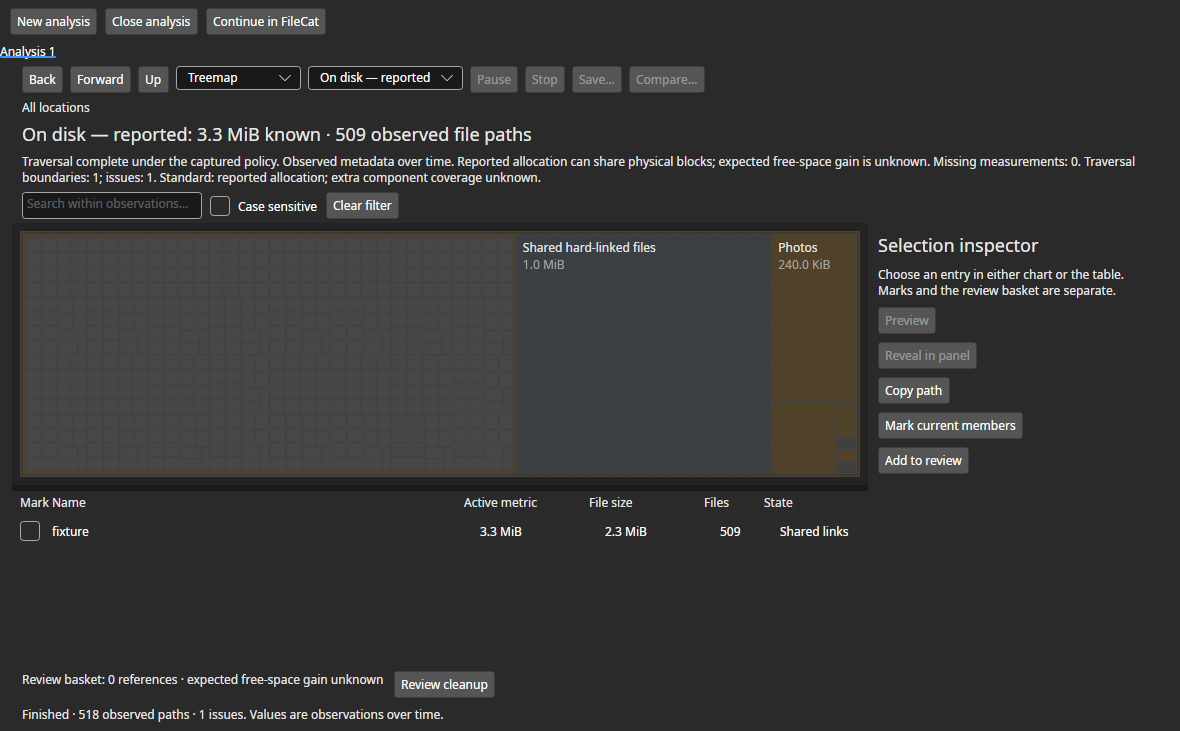 New analysis Close analysis Continue in FileCat
Analysis 1
Back Forward Up Treemap On disk — reported Pause Stop Save... Compare...
All locations
On disk — reported: 3.3 MiB known · 509 observed file paths
Traversal complete under the captured policy. Observed metadata over time. Reported allocation can share physical blocks; expected free-space gain is unknown. Missing measurements: 0. Traversal
boundaries: 1; issues: 1. Standard: reported allocation; extra component coverage unknown.
Search within observations... Case sensitive Clear filter
Shared hard-linked files
1.0 MiB
Photos
240.0 KiB
Selection inspector
Choose an entry in either chart or the table.
Marks and the review basket are separate.
Preview
Reveal in panel
Copy path
Mark current members
Add to review
Mark Name Active metric File size Files State
fixture 3.3 MiB 2.3 MiB 509 Shared links
Review basket: 0 references · expected free-space gain unknown Review cleanup
Finished · 518 observed paths · 1 issues. Values are observations over time.